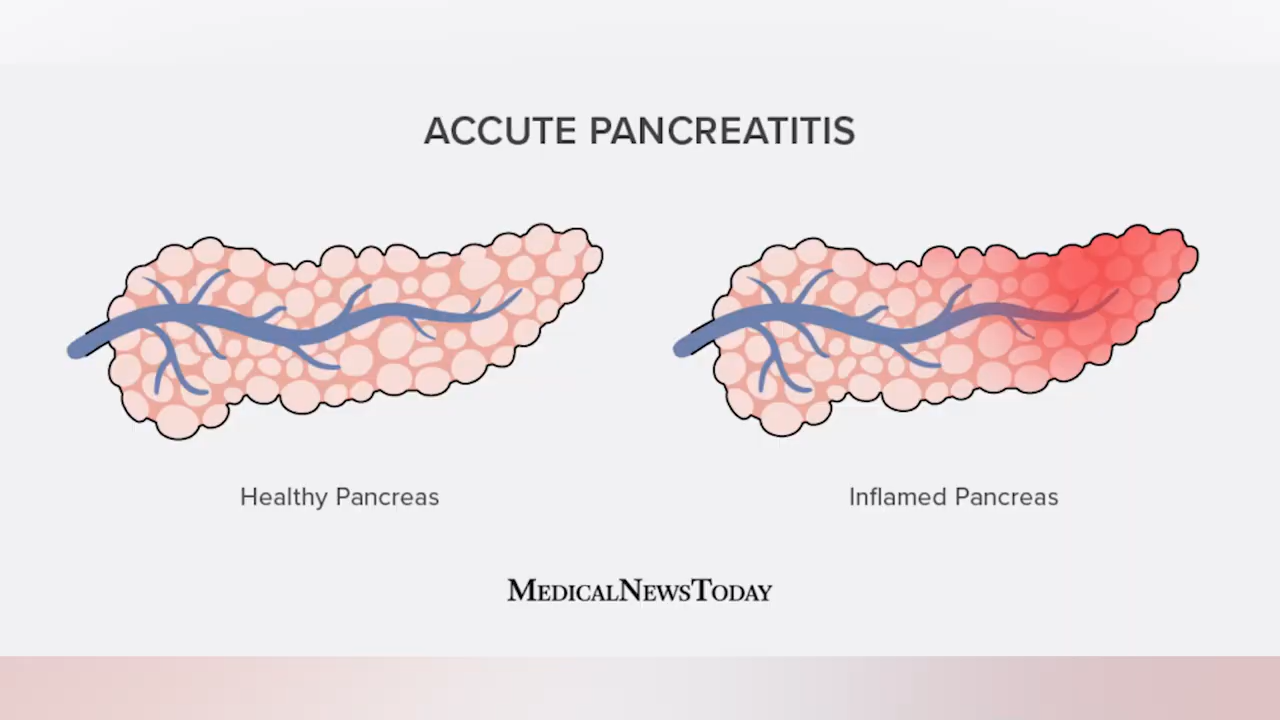 ACCUTE PANCREATITIS
Healthy Pancreas
Inflamed Pancreas
MEDICALNEWSTODAY